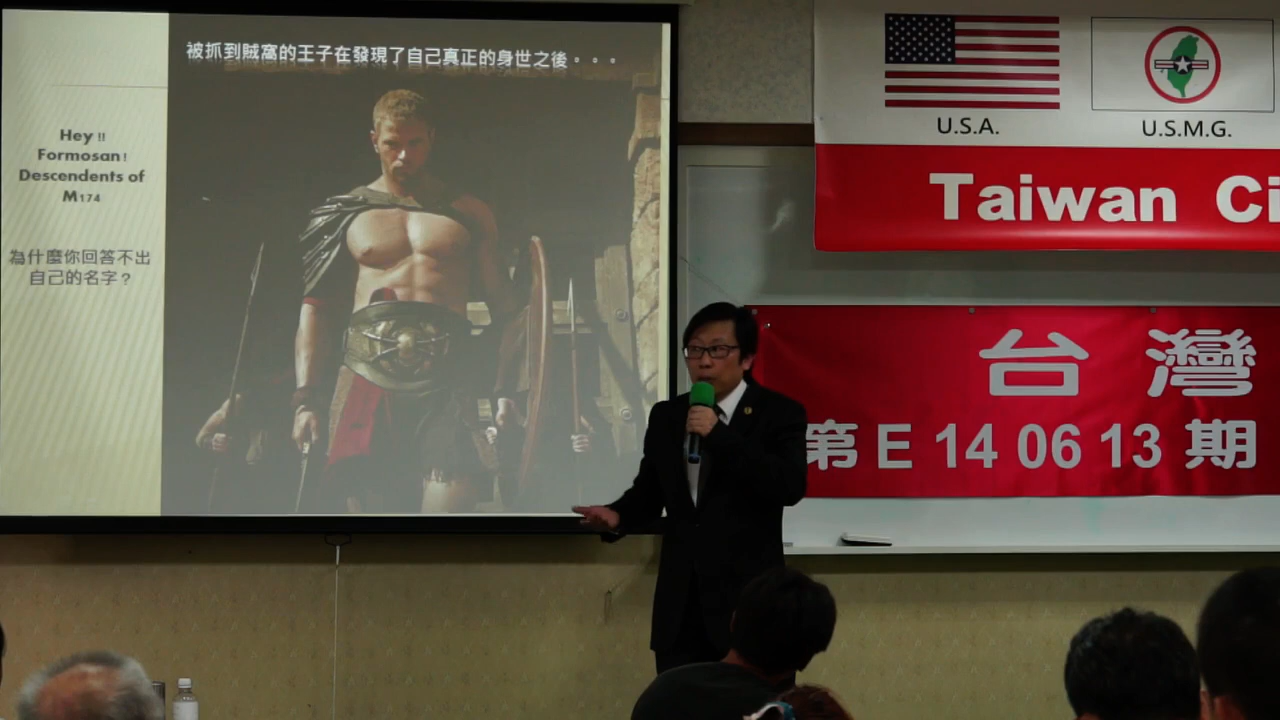 被抓到賊窩的王子在發現了自己真正的身世之後。。。
Hey !!
Formosan!
Descendents of
M174
為什麼你回答不出
自己的名字?
U.S.A.
U.S.M.G.
Taiwan Ci
台灣
第E 14 06 13 期